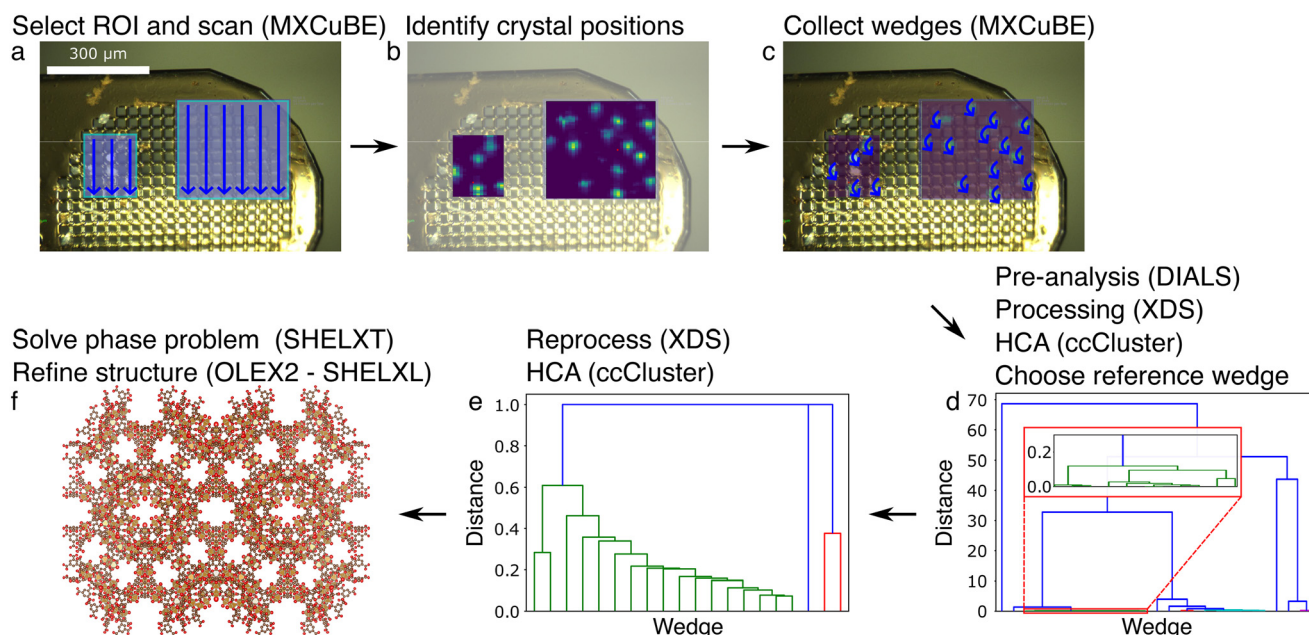 Select ROI and scan (MXCuBE)
Identify crystal positions
Collect wedges (MXCuBE)
a
300 µm
b
c
Pre-analysis (DIALS)
Processing (XDS)
HCA (ccCluster)
Choose reference wedge
Solve phase problem (SHELXT)
Refine structure (OLEX2 - SHELXL)
Reprocess (XDS)
HCA (ccCluster)
f
e
1.0
0.8
0.6
0.4
0.2
0.0
Distance
Wedge
d
70
60
50
40
30
20
10
0
0.2
0.0
Distance
Wedge